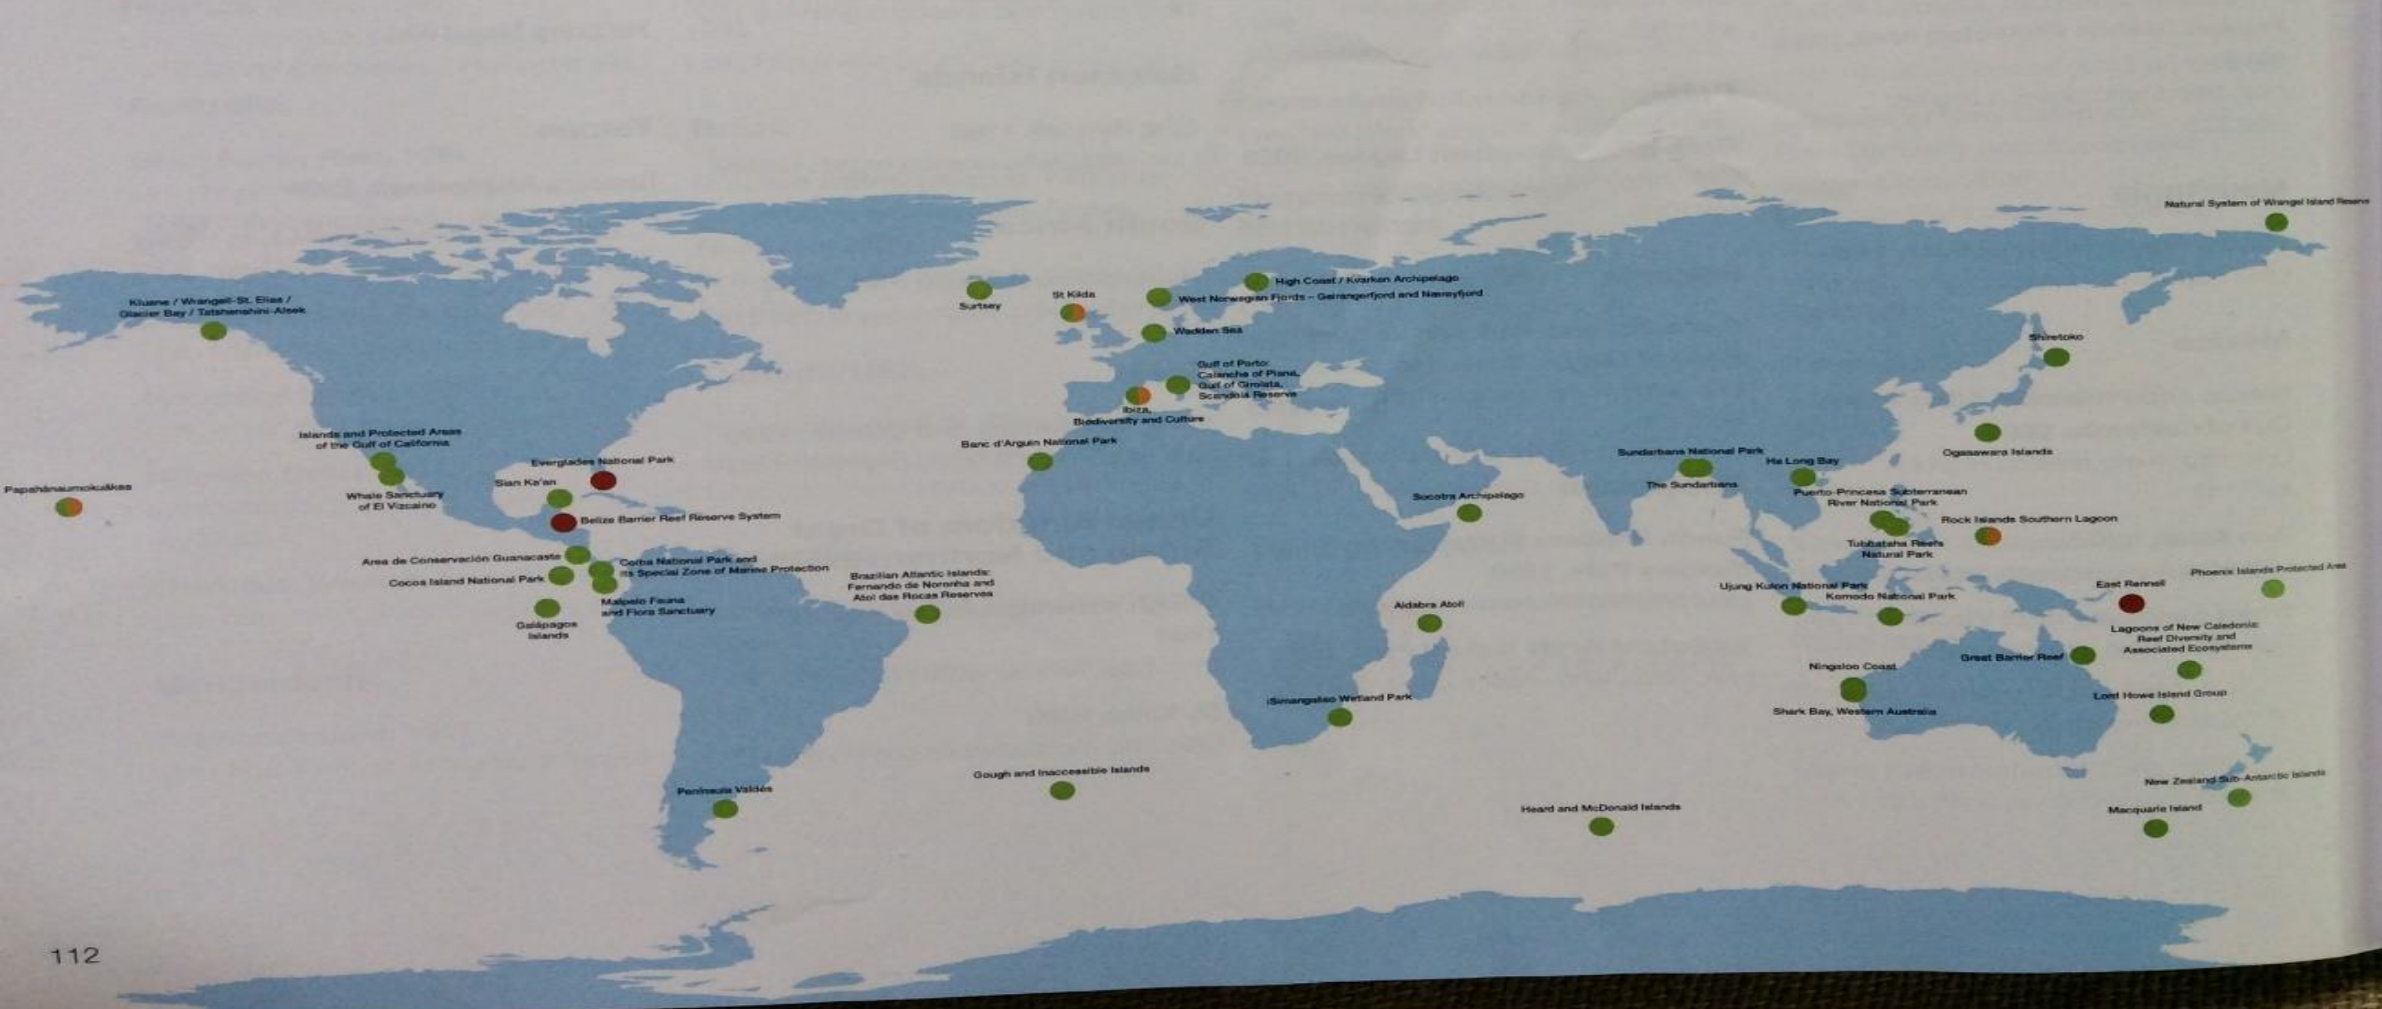 Natural System of Wrangel Island Reserve
High Coast / Kvarken Archipelago
West Norwegian Fjords – Geirangerfjord and Nærøyfjord
Surtsey
St Kilda
Wadden Sea
Kluane / Wrangell-St. Elias /
Glacier Bay / Tatshenshini-Alsek
Shiretoko
Gulf of Porto:
Calanche of Piana,
Gulf of Girolata,
Scandola Reserve
Ibiza,
Biodiversity and Culture
Islands and Protected Areas
of the Gulf of California
Banc d'Arguin National Park
Everglades National Park
Sian Ka'an
Whale Sanctuary
of El Vizcaino
Papahānaumokuākea
Belize Barrier Reef Reserve System
Sundarbans National Park
The Sundarbans
Ha Long Bay
Ogasawara Islands
Socotra Archipelago
Puerto-Princesa Subterranean
River National Park
Rock Islands Southern Lagoon
Tubbataha Reefs
Natural Park
Area de Conservación Guanacaste
Cocos Island National Park
Coiba National Park and
its Special Zone of Marine Protection
Malpelo Fauna
and Flora Sanctuary
Galápagos
Islands
Brazilian Atlantic Islands:
Fernando de Noronha and
Atol das Rocas Reserves
Aldabra Atoll
Ujung Kulon National Park
Komodo National Park
East Rennell
Phoenix Islands Protected Area
Lagoons of New Caledonia:
Reef Diversity and
Associated Ecosystems
Great Barrier Reef
Ningaloo Coast
Shark Bay, Western Australia
Lord Howe Island Group
iSimangaliso Wetland Park
Gough and Inaccessible Islands
Península Valdés
Heard and McDonald Islands
New Zealand Sub-Antarctic Islands
Macquarie Island
112